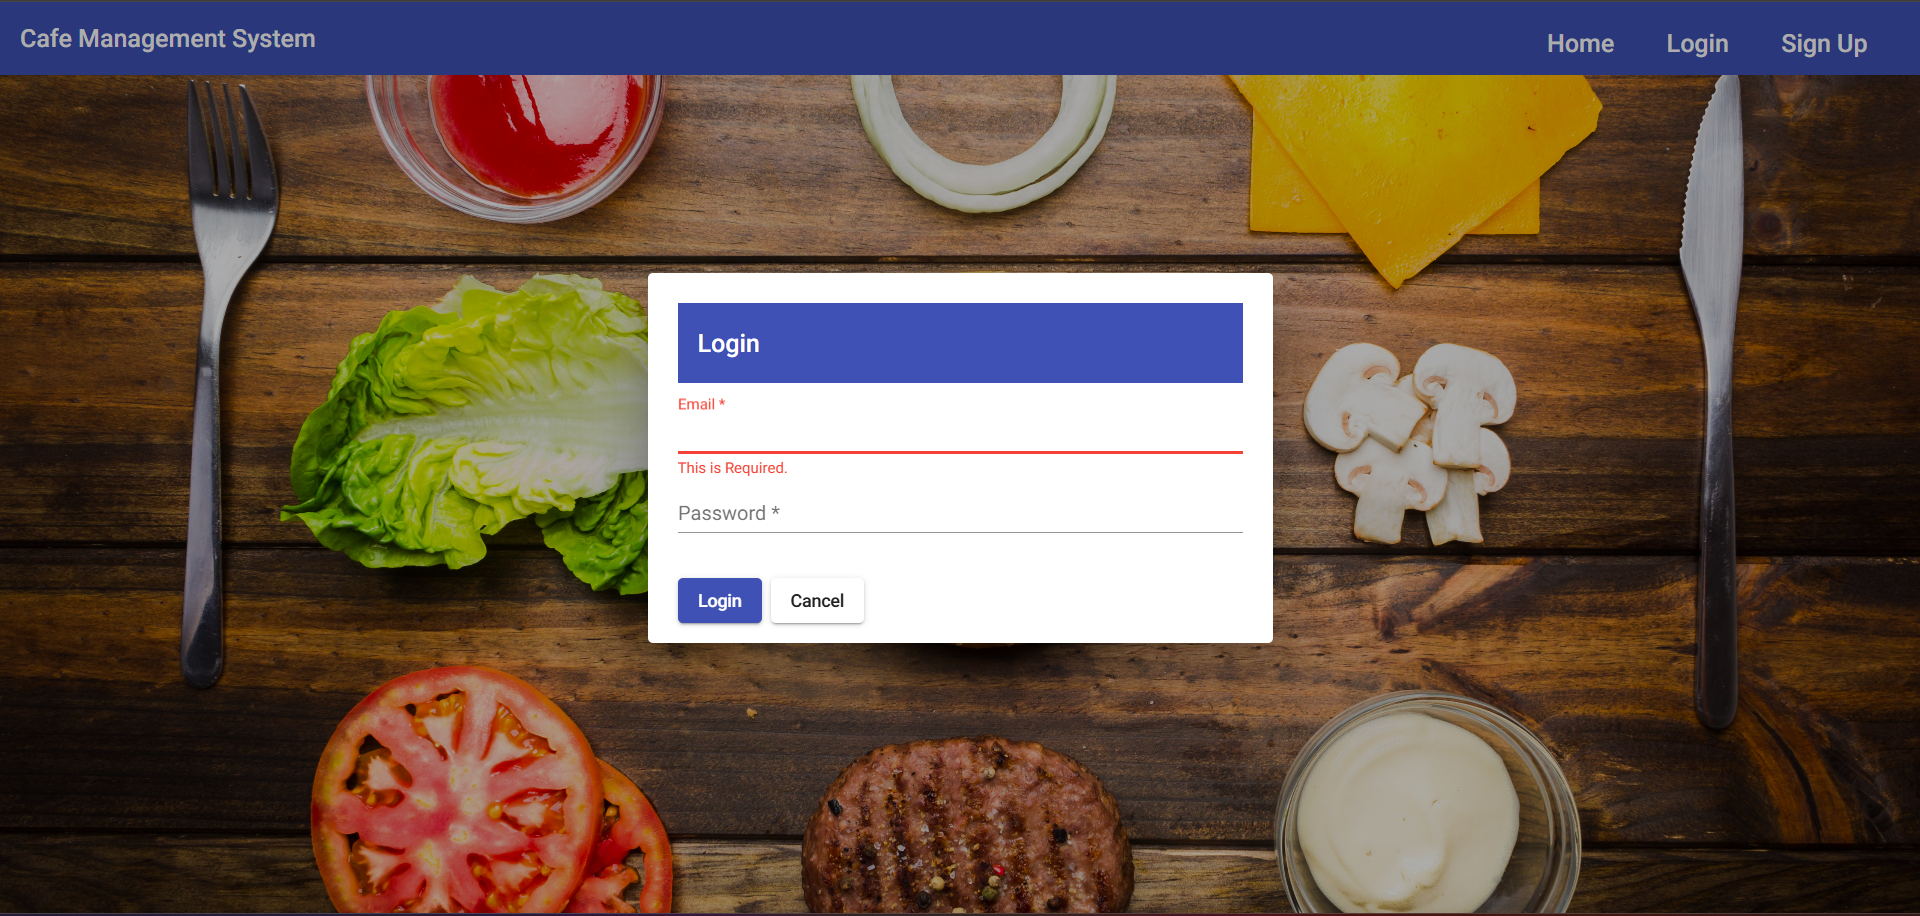 Cafe Management System
Home Login Sign Up
Login
Email *
This is Required.
Password *
Login Cancel